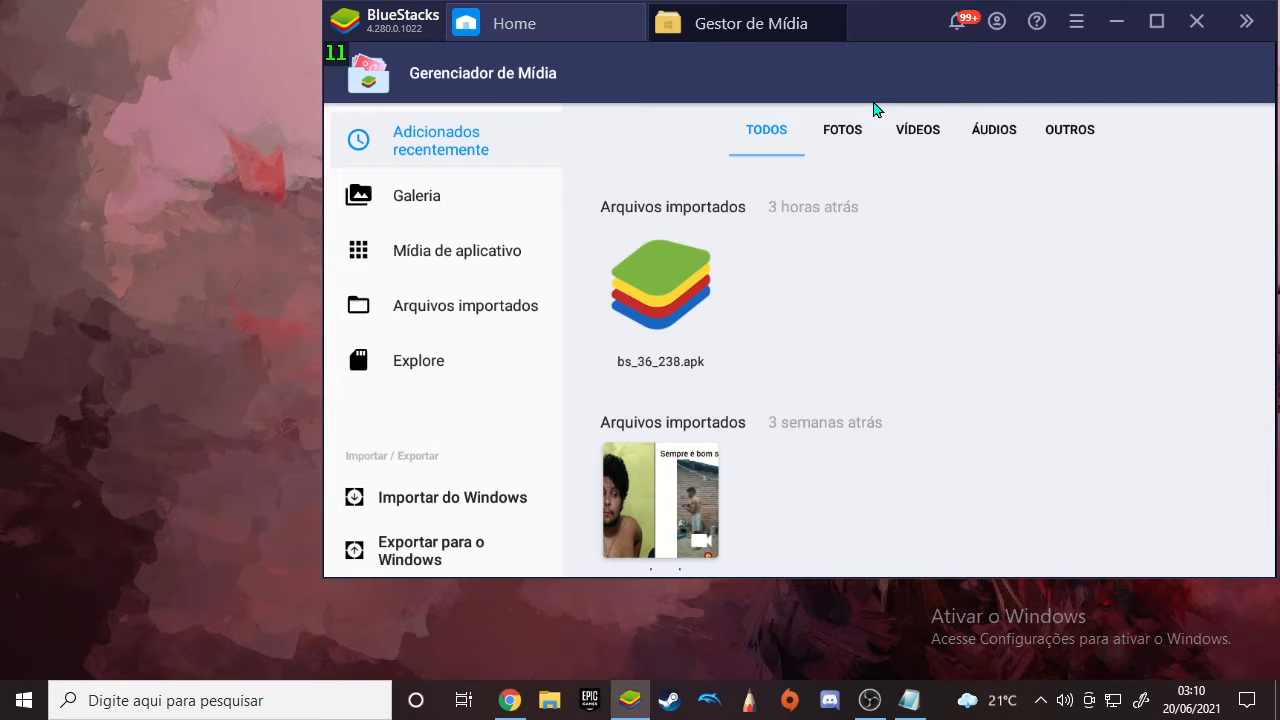 BlueStacks
4.280.0.1022
Home
Gestor de Mídia
99+
11
Gerenciador de Mídia
Adicionados
recentemente
Galeria
Mídia de aplicativo
Arquivos importados
Explore
Importar / Exportar
Importar do Windows
Exportar para o
Windows
TODOS
FOTOS
VÍDEOS
ÁUDIOS
OUTROS
Arquivos importados
3 horas atrás
bs_36_238.apk
Arquivos importados
3 semanas atrás
Sempre é bom s
Ativar o Windows
Acesse Configurações para ativar o Windows.
Digite aqui para pesquisar
EPIC
GAMES
21°C
03:10
20/06/2021